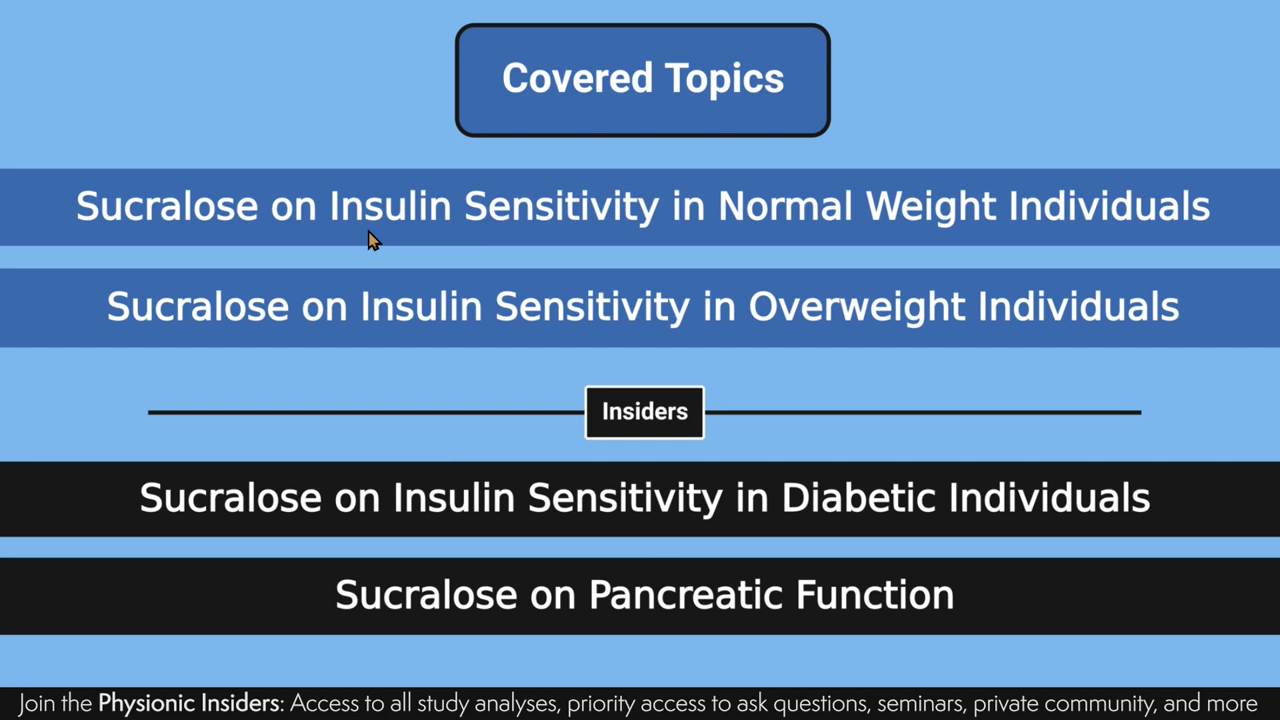 Covered Topics
Sucralose on Insulin Sensitivity in Normal Weight Individuals
Sucralose on Insulin Sensitivity in Overweight Individuals
Insiders
Sucralose on Insulin Sensitivity in Diabetic Individuals
Sucralose on Pancreatic Function
Join the Physionic Insiders: Access to all study analyses, priority access to ask questions, seminars, private community, and more